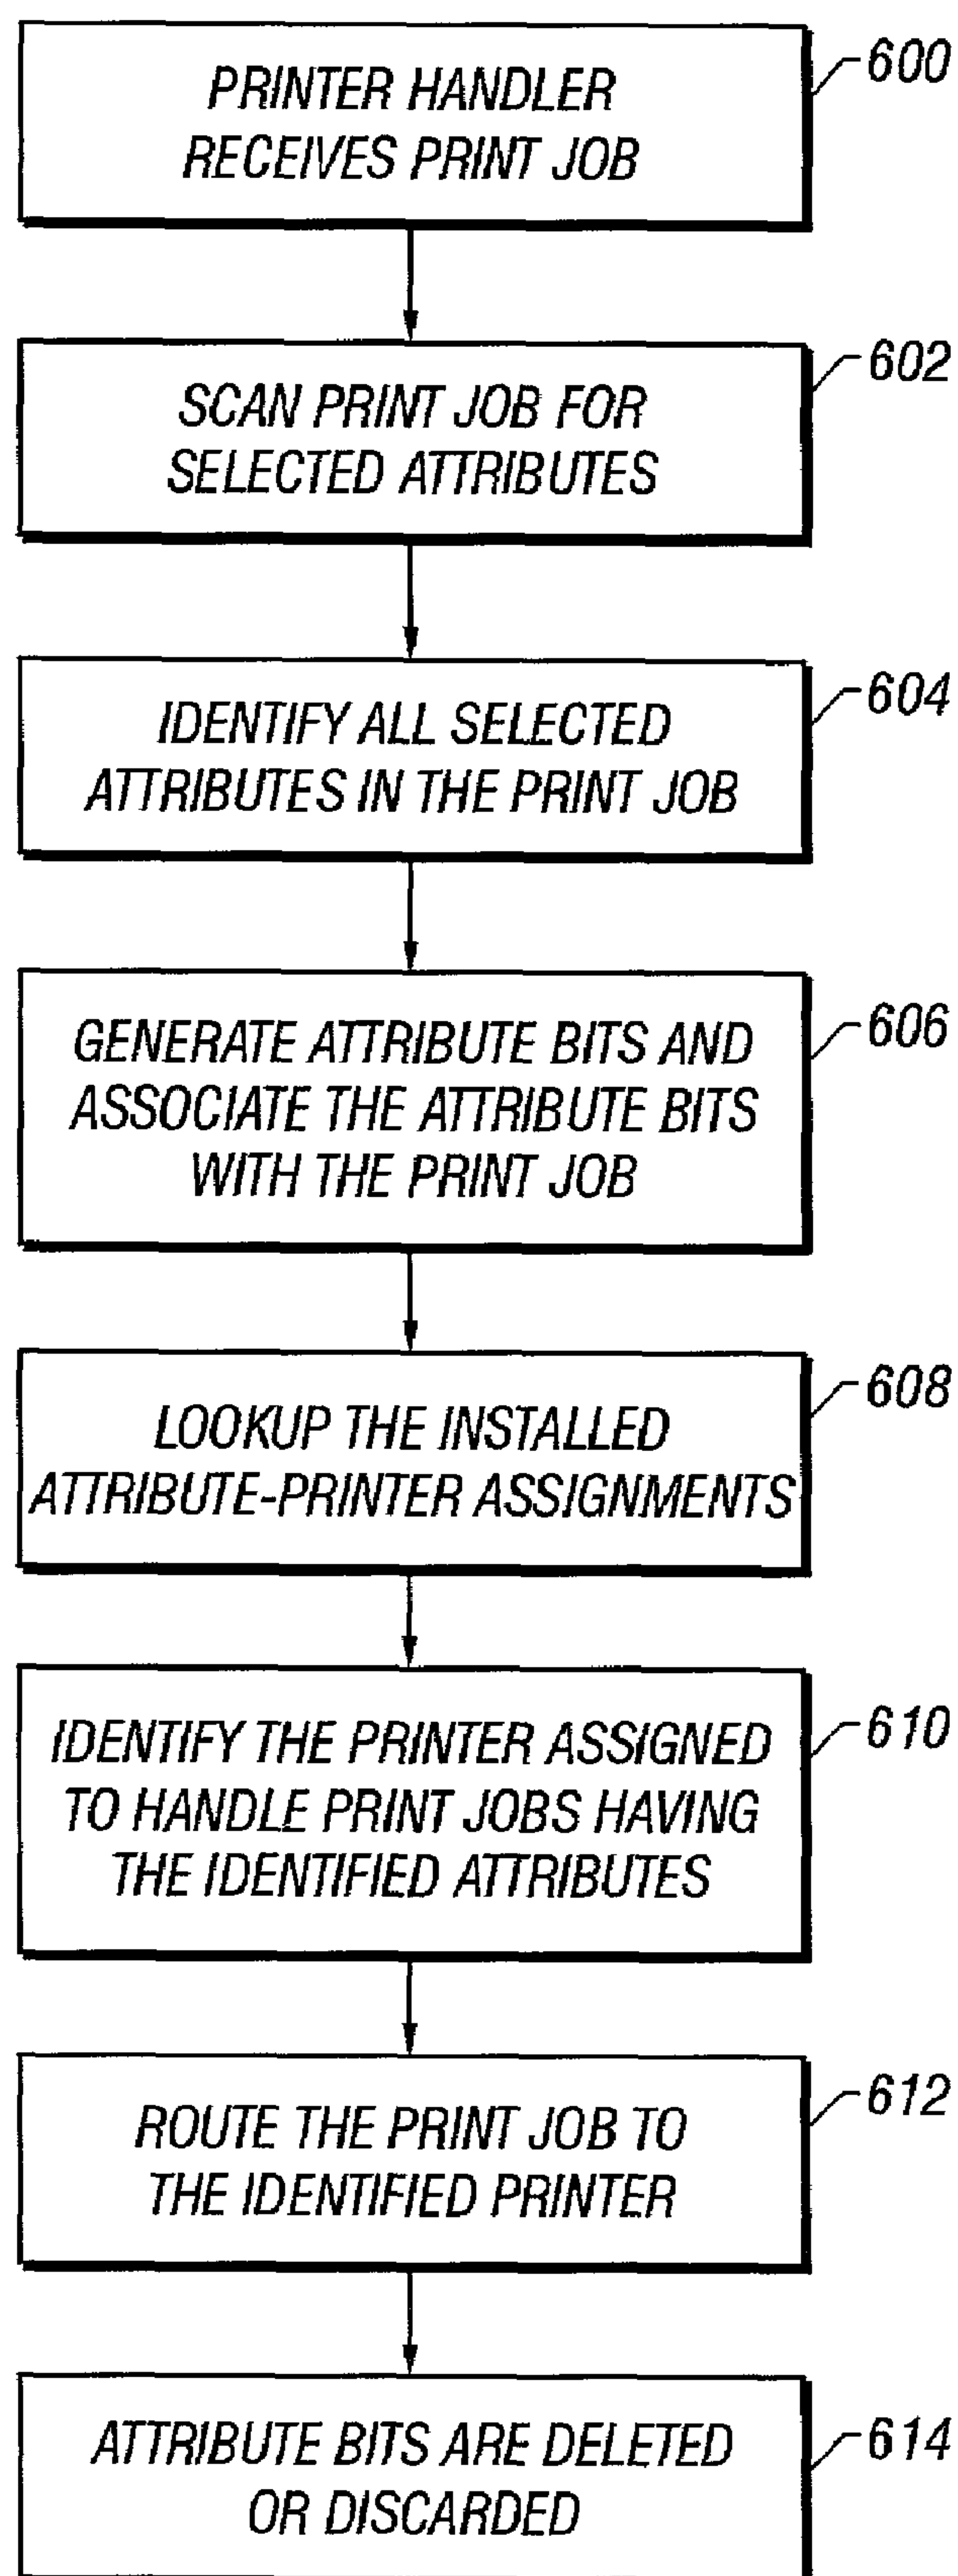 PRINTER HANDLER
RECEIVES PRINT JOB
600
SCAN PRINT JOB FOR
SELECTED ATTRIBUTES
602
IDENTIFY ALL SELECTED
ATTRIBUTES IN THE PRINT JOB
604
GENERATE ATTRIBUTE BITS AND
ASSOCIATE THE ATTRIBUTE BITS
WITH THE PRINT JOB
606
LOOKUP THE INSTALLED
ATTRIBUTE-PRINTER ASSIGNMENTS
608
IDENTIFY THE PRINTER ASSIGNED
TO HANDLE PRINT JOBS HAVING
THE IDENTIFIED ATTRIBUTES
610
ROUTE THE PRINT JOB TO
THE IDENTIFIED PRINTER
612
ATTRIBUTE BITS ARE DELETED
OR DISCARDED
614